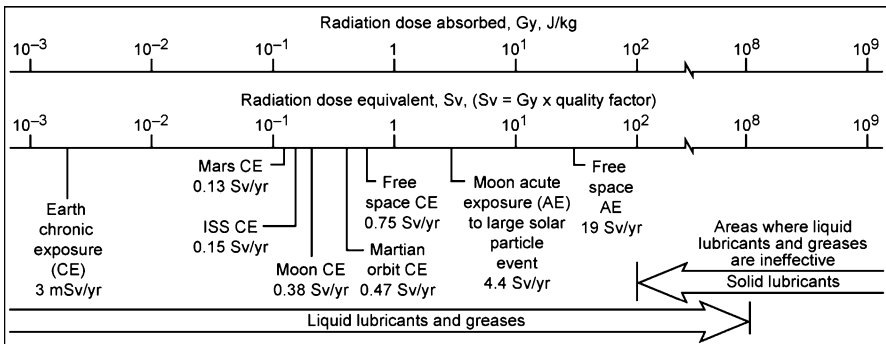 Radiation dose absorbed, Gy, J/kg
10⁻³ 10⁻² 10⁻¹ 1 10¹ 10² 10⁸ 10⁹
Radiation dose equivalent, Sv, (Sv = Gy x quality factor)
10⁻³ 10⁻² 10⁻¹ 1 10¹ 10² 10⁸ 10⁹
Earth
chronic
exposure
(CE)
3 mSv/yr
Mars CE
0.13 Sv/yr
ISS CE
0.15 Sv/yr
Moon CE
0.38 Sv/yr
Martian
orbit CE
0.47 Sv/yr
Free
space CE
0.75 Sv/yr
Moon acute
exposure (AE)
to large solar
particle
event
4.4 Sv/yr
Free
space
AE
19 Sv/yr
Areas where liquid
lubricants and greases
are ineffective
Solid lubricants
Liquid lubricants and greases